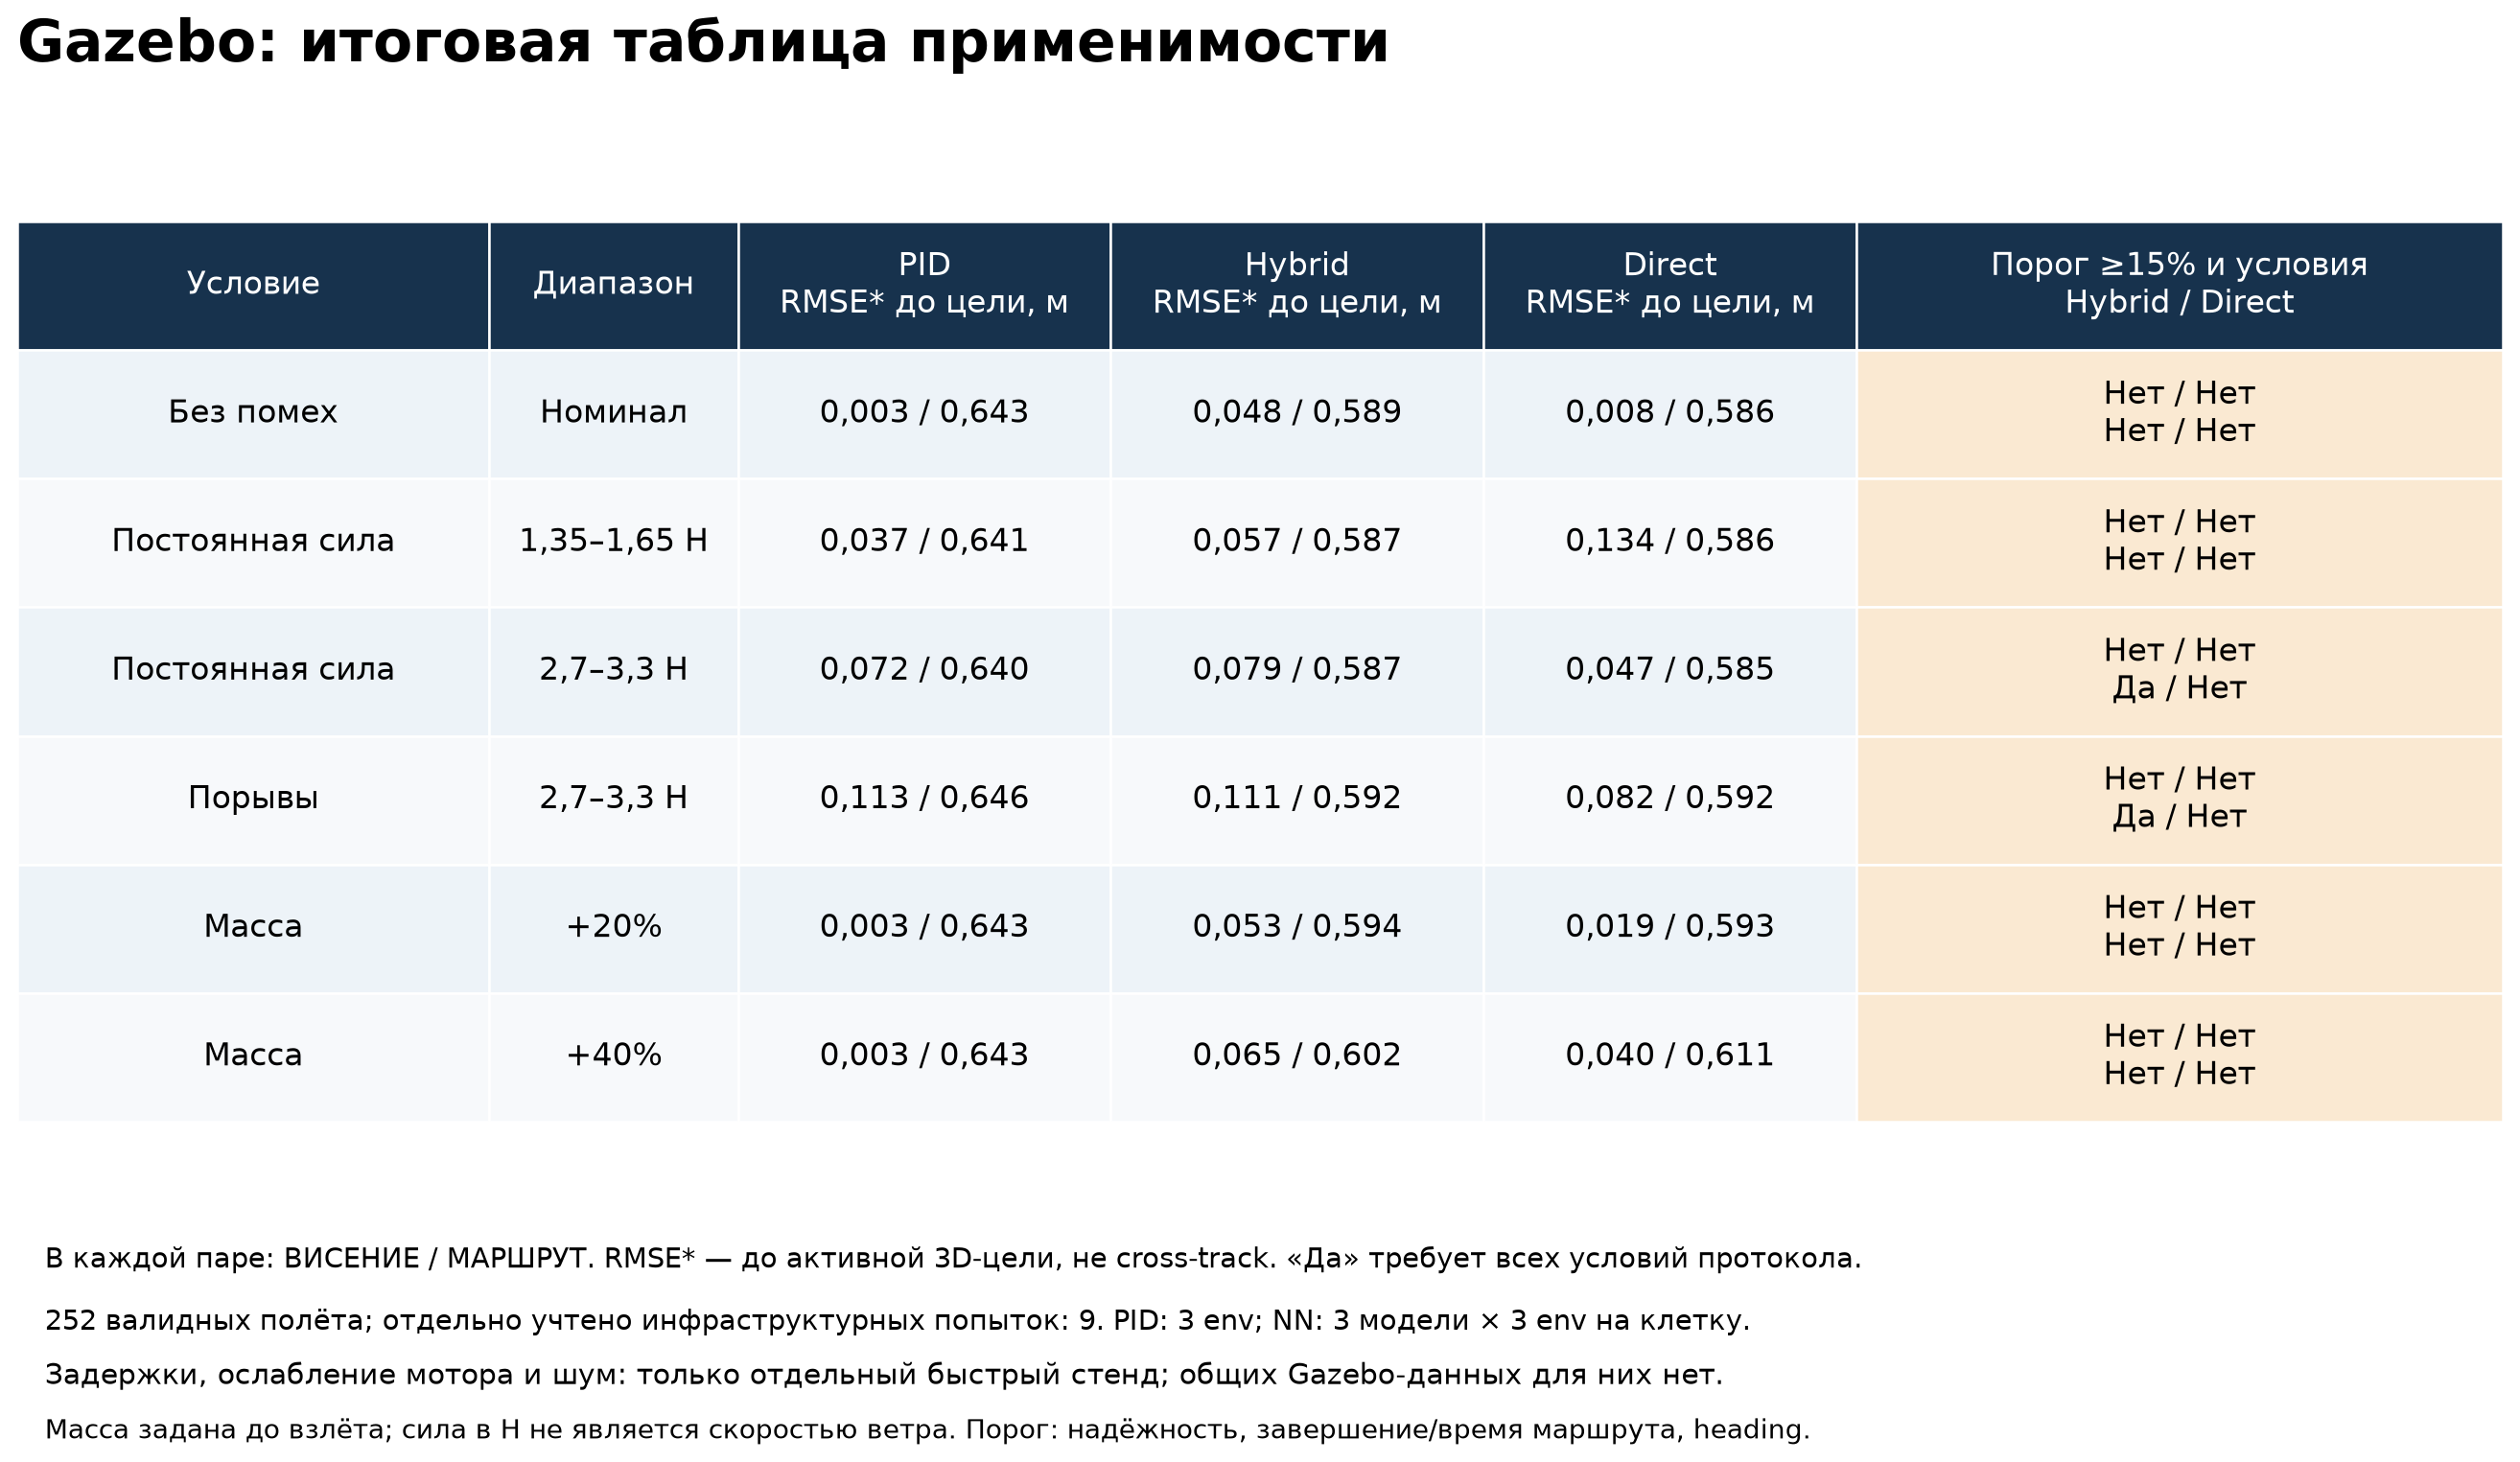 Gazebo: итоговая таблица применимости
Условие
Диапазон
PID
RMSE* до цели, м
Hybrid
RMSE* до цели, м
Direct
RMSE* до цели, м
Порог ≥15% и условия
Hybrid / Direct
Без помех
Номинал
0,003 / 0,643
0,048 / 0,589
0,008 / 0,586
Нет / Нет
Нет / Нет
Постоянная сила
1,35–1,65 Н
0,037 / 0,641
0,057 / 0,587
0,134 / 0,586
Нет / Нет
Нет / Нет
Постоянная сила
2,7–3,3 Н
0,072 / 0,640
0,079 / 0,587
0,047 / 0,585
Нет / Нет
Да / Нет
Порывы
2,7–3,3 Н
0,113 / 0,646
0,111 / 0,592
0,082 / 0,592
Нет / Нет
Да / Нет
Масса
+20%
0,003 / 0,643
0,053 / 0,594
0,019 / 0,593
Нет / Нет
Нет / Нет
Масса
+40%
0,003 / 0,643
0,065 / 0,602
0,040 / 0,611
Нет / Нет
Нет / Нет
В каждой паре: ВИСЕНИЕ / МАРШРУТ. RMSE* — до активной 3D-цели, не cross-track. «Да» требует всех условий протокола.
252 валидных полёта; отдельно учтено инфраструктурных попыток: 9. PID: 3 env; NN: 3 модели × 3 env на клетку.
Задержки, ослабление мотора и шум: только отдельный быстрый стенд; общих Gazebo-данных для них нет.
Масса задана до взлёта; сила в Н не является скоростью ветра. Порог: надёжность, завершение/время маршрута, heading.